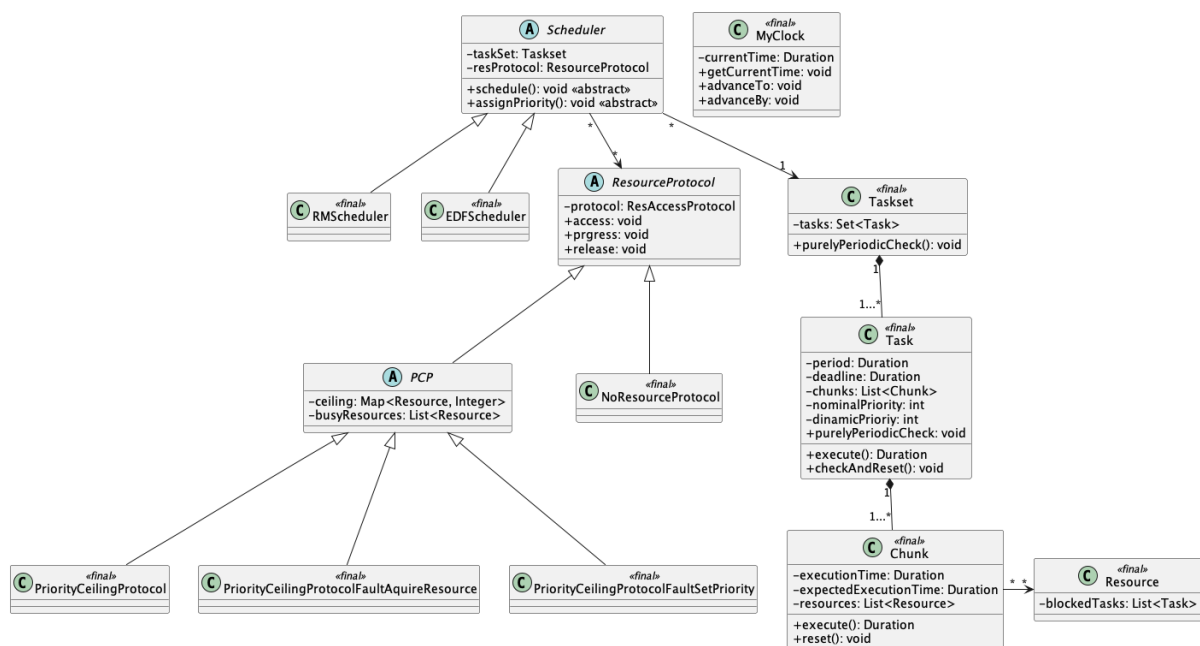 A Scheduler
-taskSet: Taskset
-resProtocol: ResourceProtocol
+schedule(): void «abstract»
+assignPriority(): void «abstract»
C «final»
MyClock
-currentTime: Duration
+getCurrentTime: void
+advanceTo: void
+advanceBy: void
* *
* 1
C «final»
RMScheduler
C «final»
EDFScheduler
A ResourceProtocol
-protocol: ResAccessProtocol
+access: void
+prgress: void
+release: void
C «final»
Taskset
-tasks: Set<Task>
+purelyPeriodicCheck(): void
1
1...*
C «final»
Task
-period: Duration
-deadline: Duration
-chunks: List<Chunk>
-nominalPriority: int
-dinamicPrioriy: int
+purelyPeriodicCheck: void
+execute(): Duration
+checkAndReset(): void
A PCP
-ceiling: Map<Resource, Integer>
-busyResources: List<Resource>
C «final»
NoResourceProtocol
1
1...*
C «final»
PriorityCeilingProtocol
C «final»
PriorityCeilingProtocolFaultAquireResource
C «final»
PriorityCeilingProtocolFaultSetPriority
C «final»
Chunk
-executionTime: Duration
-expectedExecutionTime: Duration
-resources: List<Resource>
+execute(): Duration
+reset(): void
* *
C «final»
Resource
-blockedTasks: List<Task>